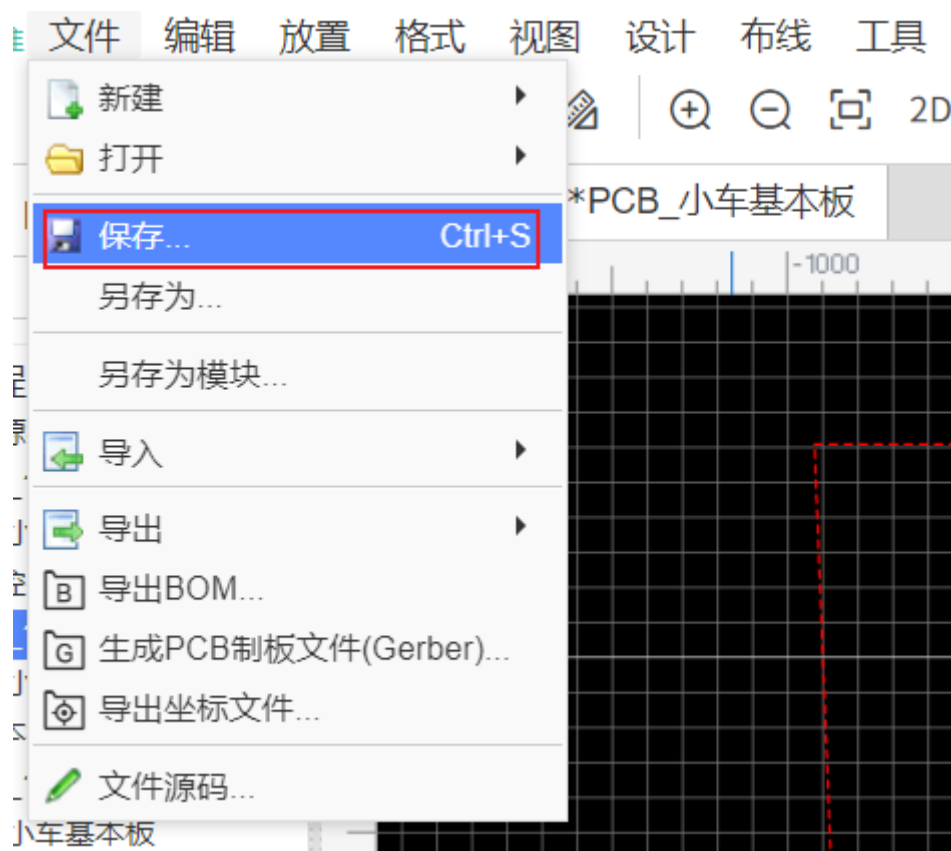 文件 编辑 放置 格式 视图 设计 布线 工具
新建
2D
打开
*PCB_小车基本板
保存... Ctrl+S
-1000
另存为...
另存为模块...
导入
导出
导出BOM...
生成PCB制板文件(Gerber)...
导出坐标文件...
文件源码...
小车基本板